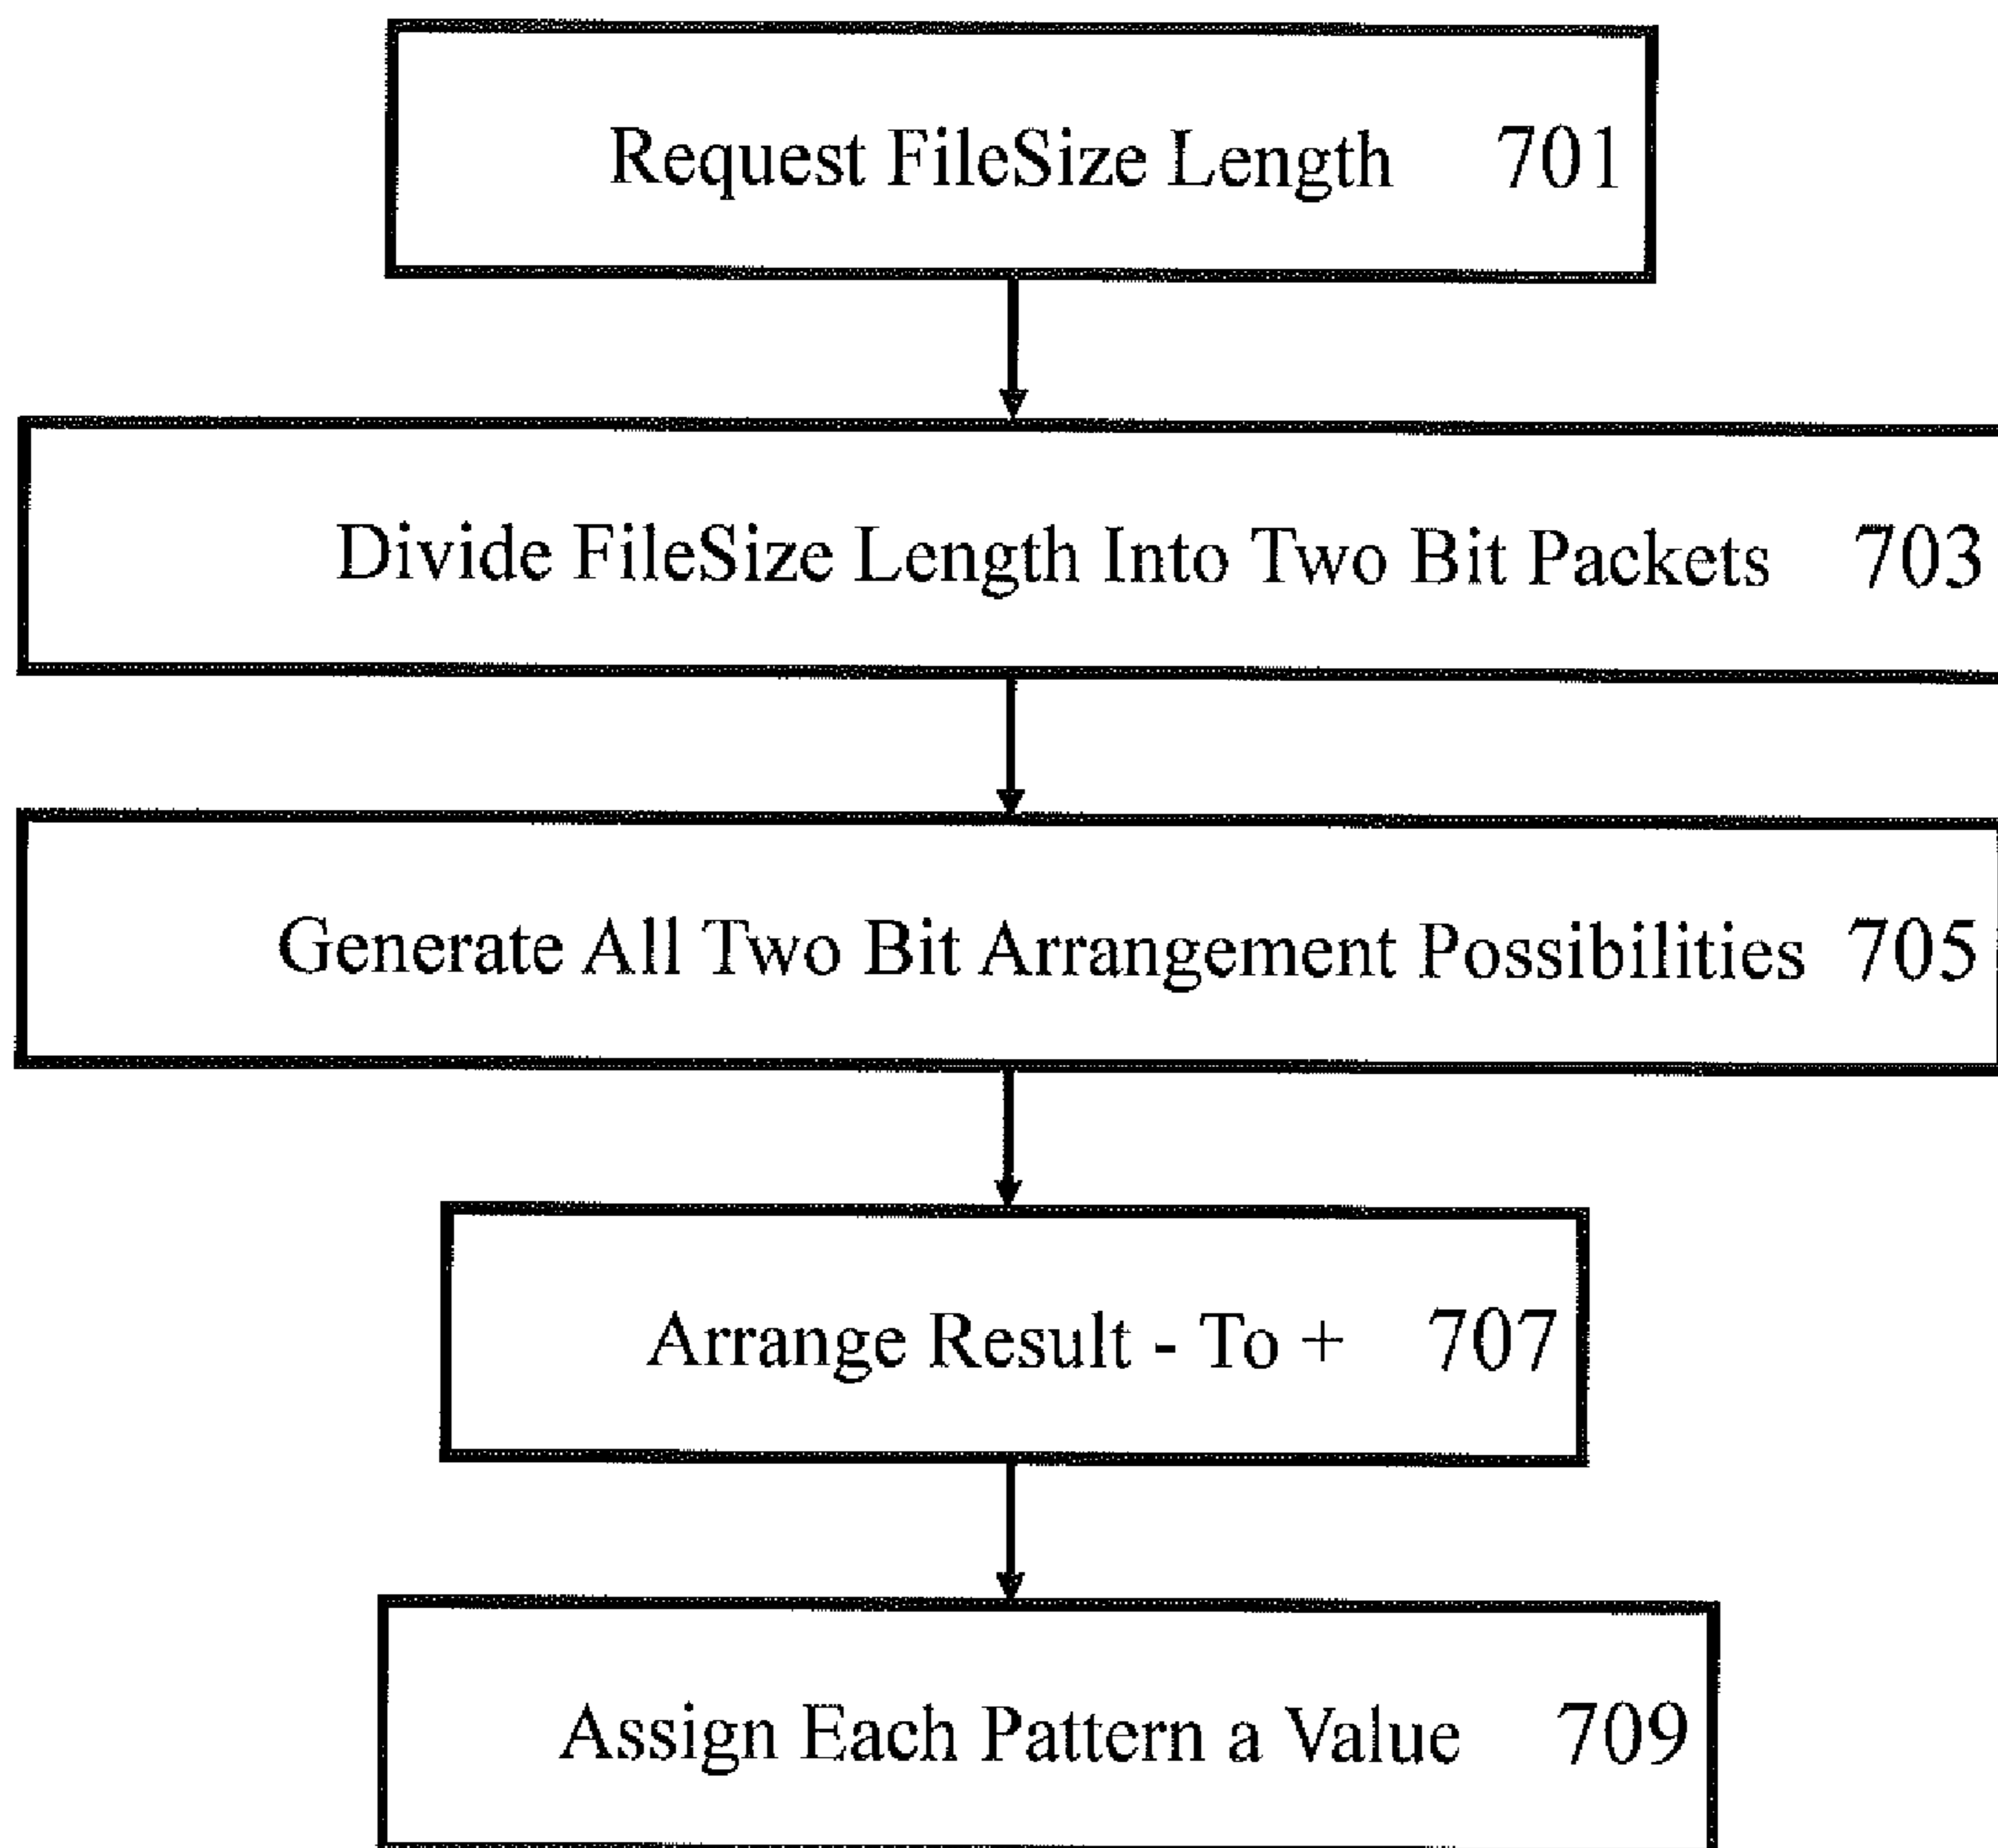 Request FileSize Length 701
Divide FileSize Length Into Two Bit Packets 703
Generate All Two Bit Arrangement Possibilities 705
Arrange Result - To + 707
Assign Each Pattern a Value 709